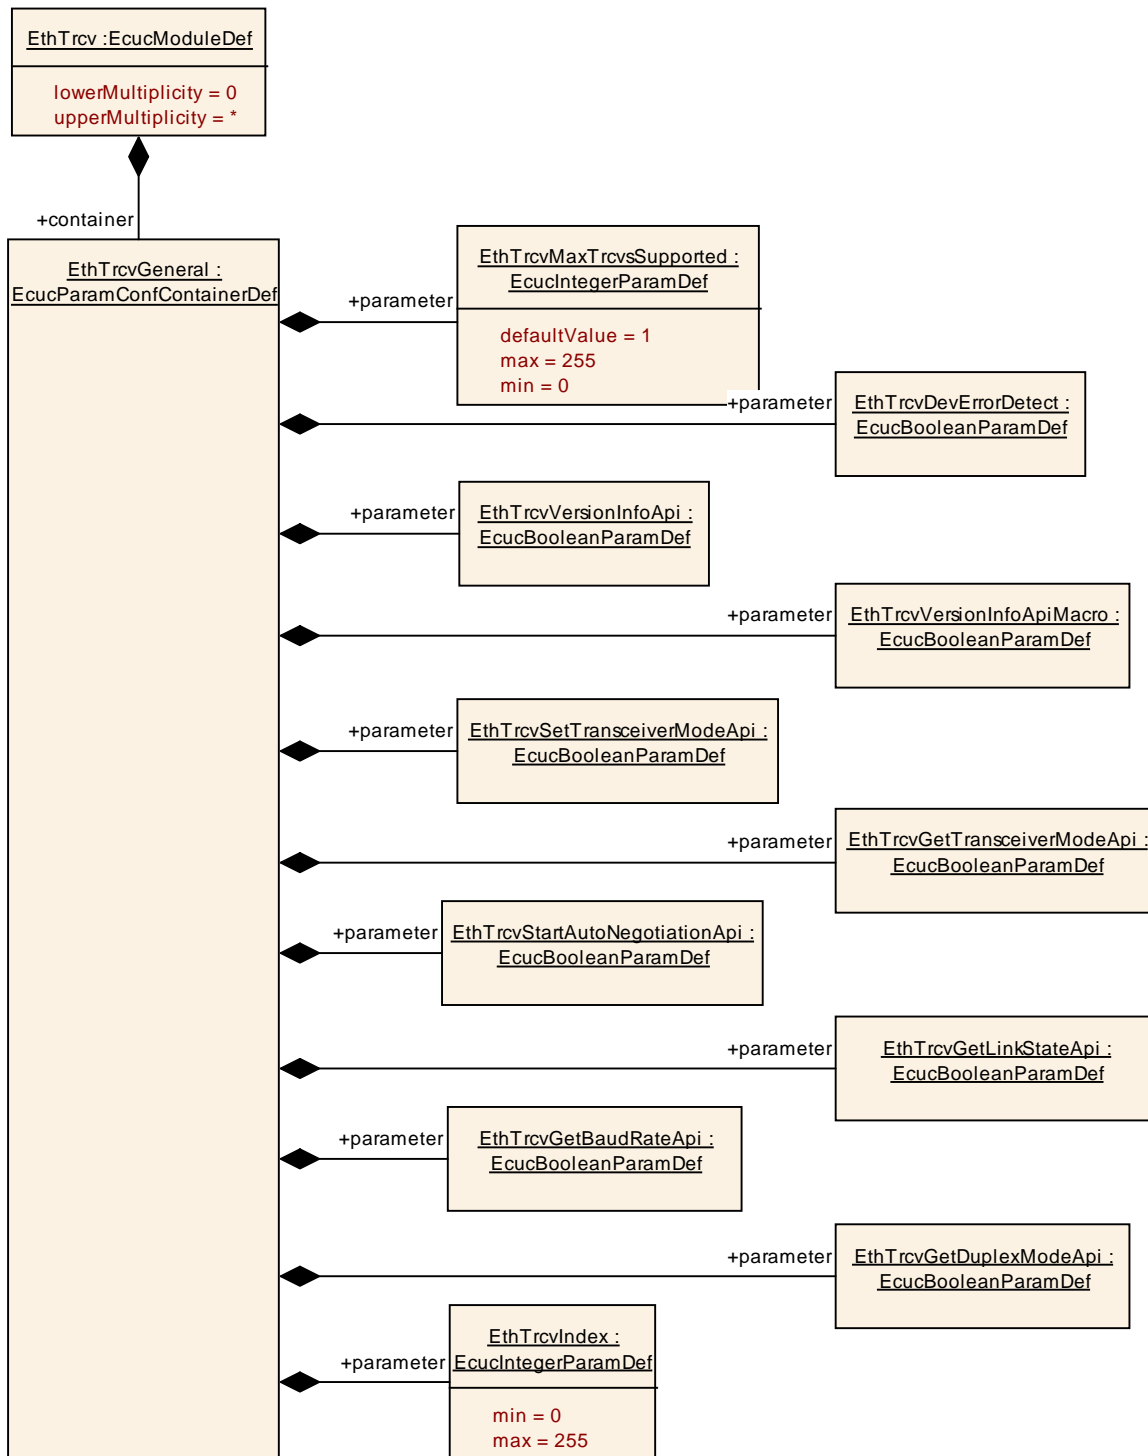 EthTrcv :EcucModuleDef
lowerMultiplicity = 0
upperMultiplicity = *
+container
EthTrcvGeneral :
EcucParamConfContainerDef
+parameter
EthTrcvMaxTrcvsSupported :
EcucIntegerParamDef
defaultValue = 1
max = 255
min = 0
+parameter
EthTrcvDevErrorDetect :
EcucBooleanParamDef
+parameter
EthTrcvVersionInfoApi :
EcucBooleanParamDef
+parameter
EthTrcvVersionInfoApiMacro :
EcucBooleanParamDef
+parameter
EthTrcvSetTransceiverModeApi :
EcucBooleanParamDef
+parameter
EthTrcvGetTransceiverModeApi :
EcucBooleanParamDef
+parameter
EthTrcvStartAutoNegotiationApi :
EcucBooleanParamDef
+parameter
EthTrcvGetLinkStateApi :
EcucBooleanParamDef
+parameter
EthTrcvGetBaudRateApi :
EcucBooleanParamDef
+parameter
EthTrcvGetDuplexModeApi :
EcucBooleanParamDef
+parameter
EthTrcvIndex :
EcucIntegerParamDef
min = 0
max = 255